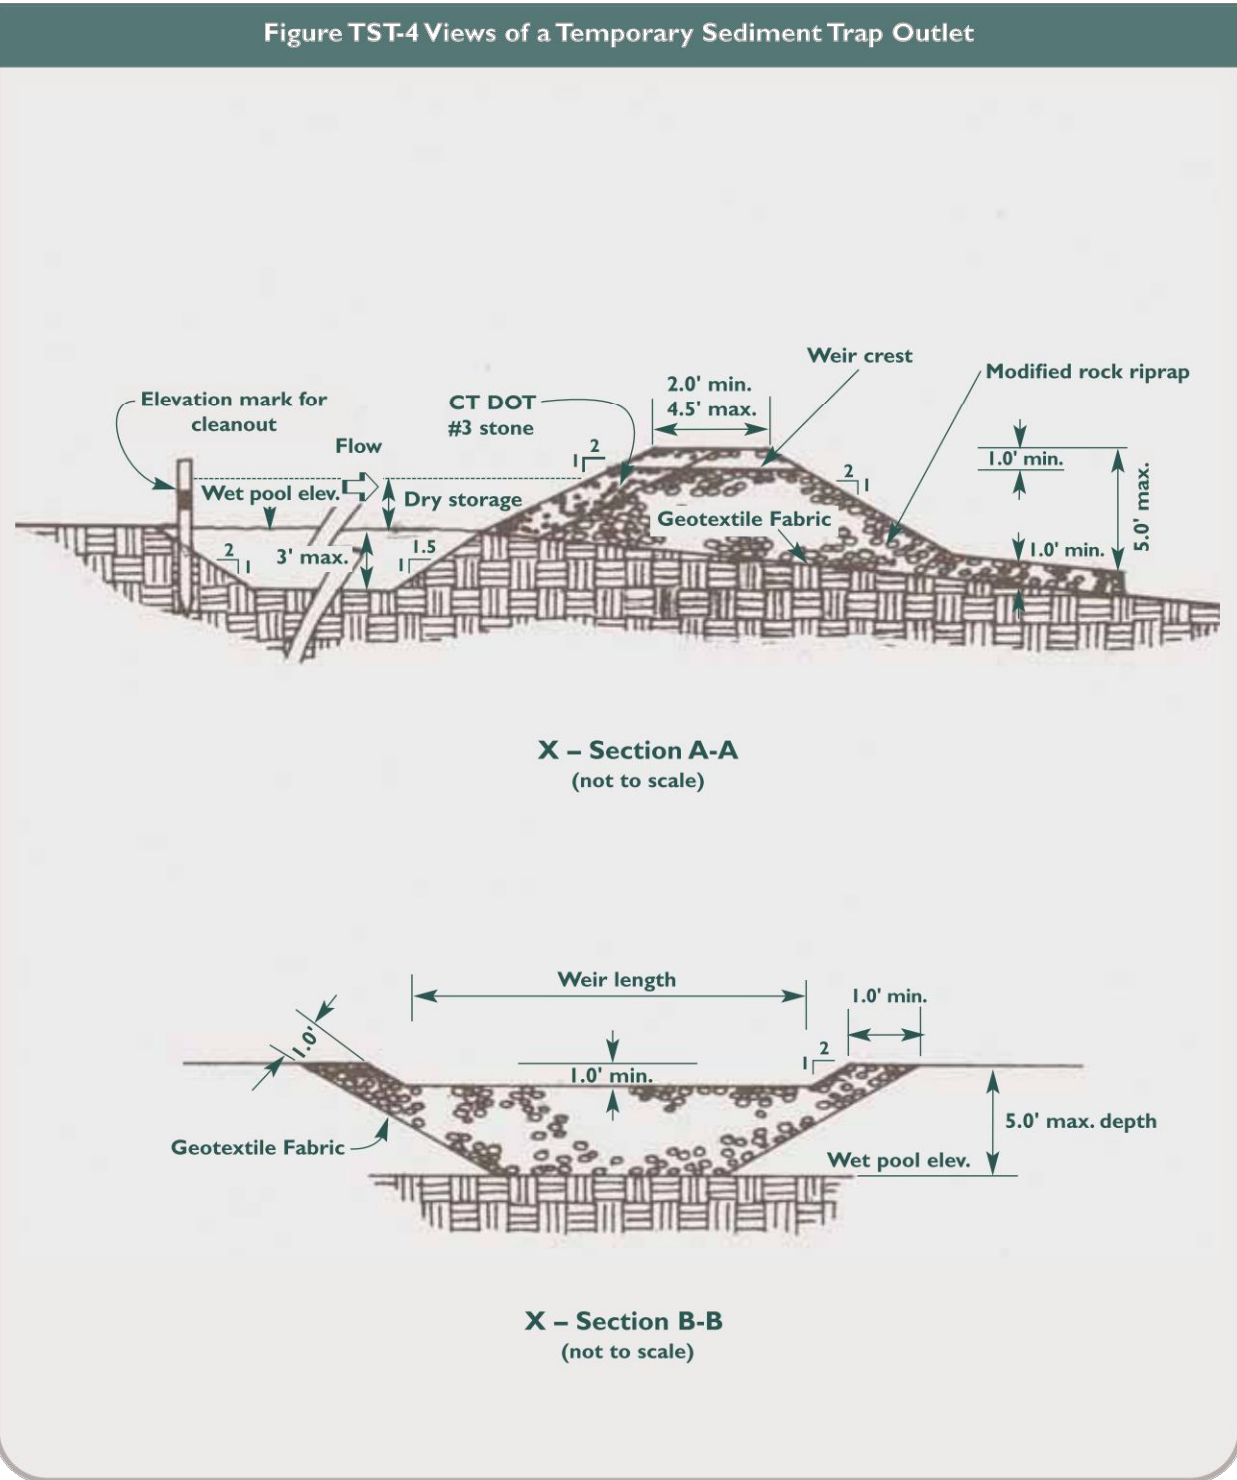 Figure TST-4 Views of a Temporary Sediment Trap Outlet
Weir crest
Modified rock riprap
2.0' min.
4.5' max.
Elevation mark for
cleanout
CT DOT
#3 stone
Flow
2
1
1.0' min.
2
1
5.0' max.
Wet pool elev.
Dry storage
Geotextile Fabric
2
1
3' max.
1.5
1
1.0' min.
X – Section A-A
(not to scale)
Weir length
1.0' min.
1.0'
2
1
1.0' min.
5.0' max. depth
Geotextile Fabric
Wet pool elev.
X – Section B-B
(not to scale)